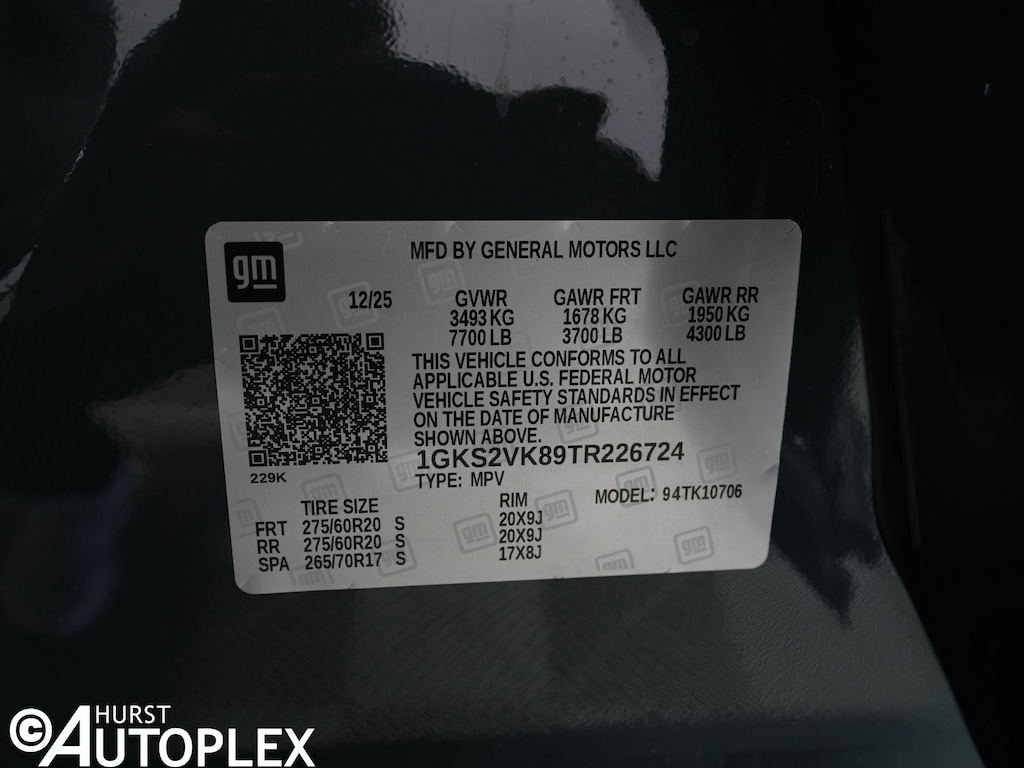 gm
MFD BY GENERAL MOTORS LLC
12/25 GVWR GAWR FRT GAWR RR
3493 KG 1678 KG 1950 KG
7700 LB 3700 LB 4300 LB
THIS VEHICLE CONFORMS TO ALL
APPLICABLE U.S. FEDERAL MOTOR
VEHICLE SAFETY STANDARDS IN EFFECT
ON THE DATE OF MANUFACTURE
SHOWN ABOVE.
1GKS2VK89TR226724
229K
TYPE: MPV
MODEL: 94TK10706
TIRE SIZE RIM
FRT 275/60R20 S 20X9J
RR 275/60R20 S 20X9J
SPA 265/70R17 S 17X8J
© HURST
AUTOPLEX